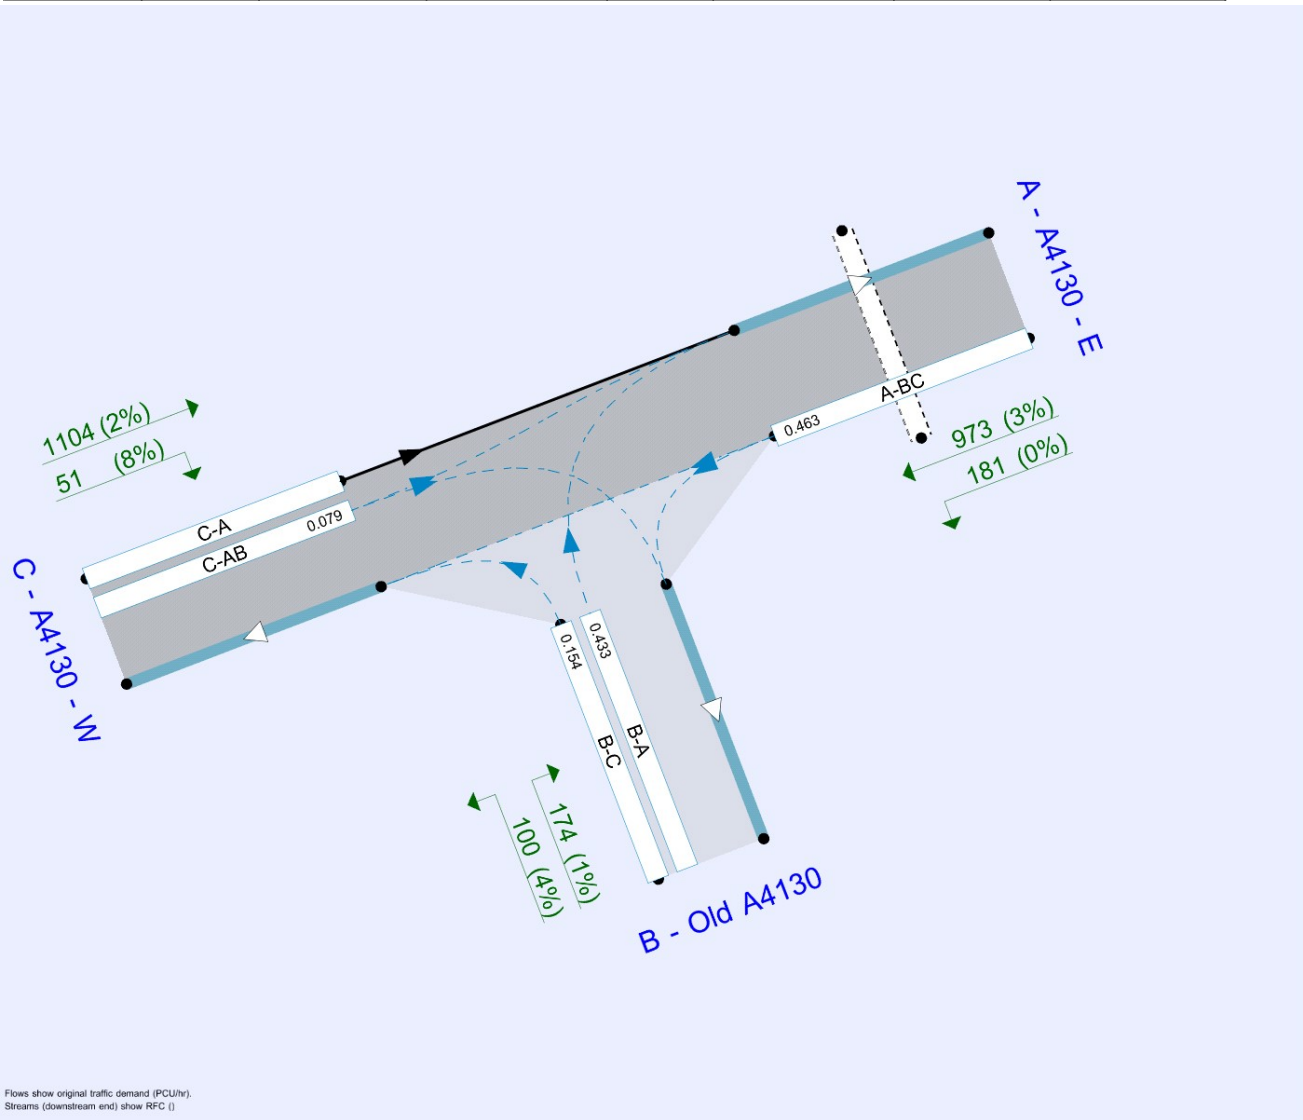 A - A4130 - E
1104 (2%)
51 (8%)
973 (3%)
181 (0%)
A-BC
0.463
C-A
C-AB
0.079
C - A4130 - W
0.154
0.433
B-C
B-A
100 (4%)
174 (1%)
B - Old A4130
Flows show original traffic demand (PCU/hr).
Streams (downstream end) show RFC ()